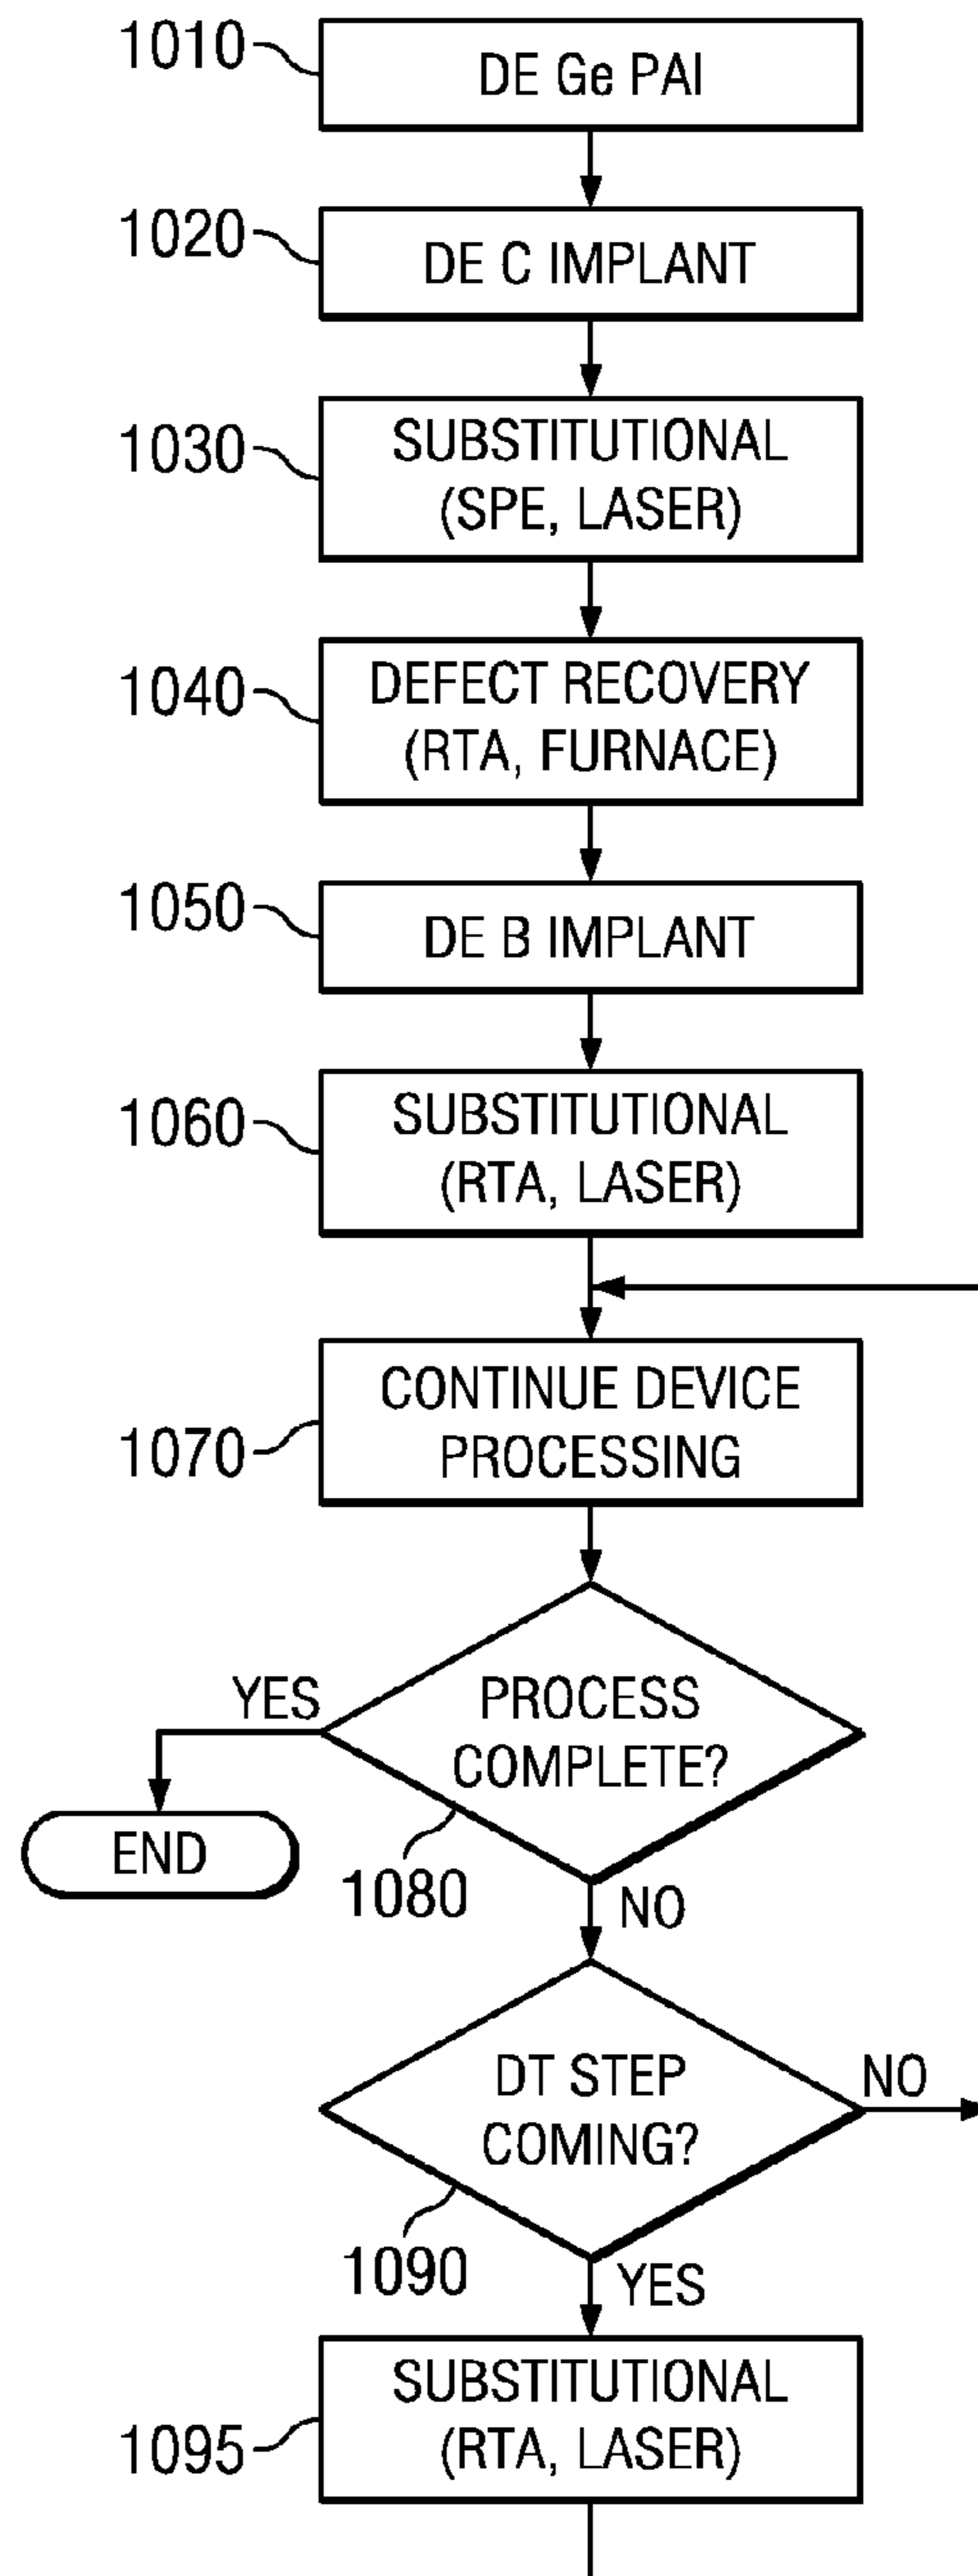 1010
DE Ge PAI
1020
DE C IMPLANT
1030
SUBSTITUTIONAL
(SPE, LASER)
1040
DEFECT RECOVERY
(RTA, FURNACE)
1050
DE B IMPLANT
1060
SUBSTITUTIONAL
(RTA, LASER)
1070
CONTINUE DEVICE
PROCESSING
YES
PROCESS
COMPLETE?
END
1080
NO
DT STEP
COMING?
NO
1090
YES
1095
SUBSTITUTIONAL
(RTA, LASER)